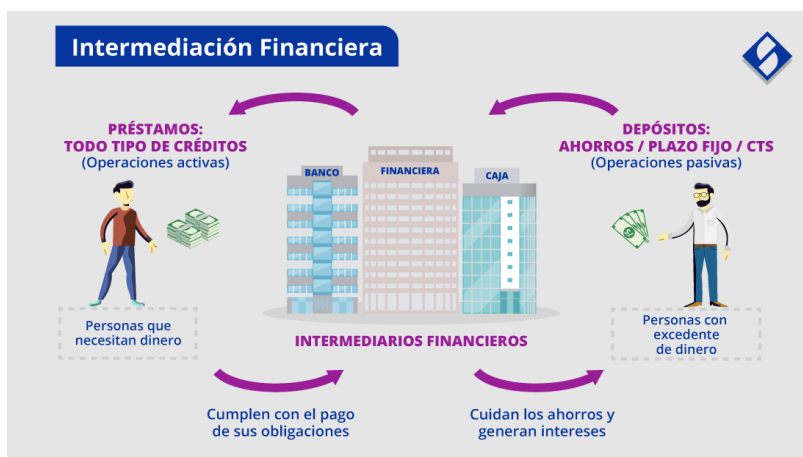 Intermediación Financiera
PRÉSTAMOS:
TODO TIPO DE CRÉDITOS
(Operaciones activas)
DEPÓSITOS:
AHORROS / PLAZO FIJO / CTS
(Operaciones pasivas)
BANCO
FINANCIERA
CAJA
Personas que
necesitan dinero
INTERMEDIARIOS FINANCIEROS
Personas con
excedente
de dinero
Cumplen con el pago
de sus obligaciones
Cuidan los ahorros y
generan intereses